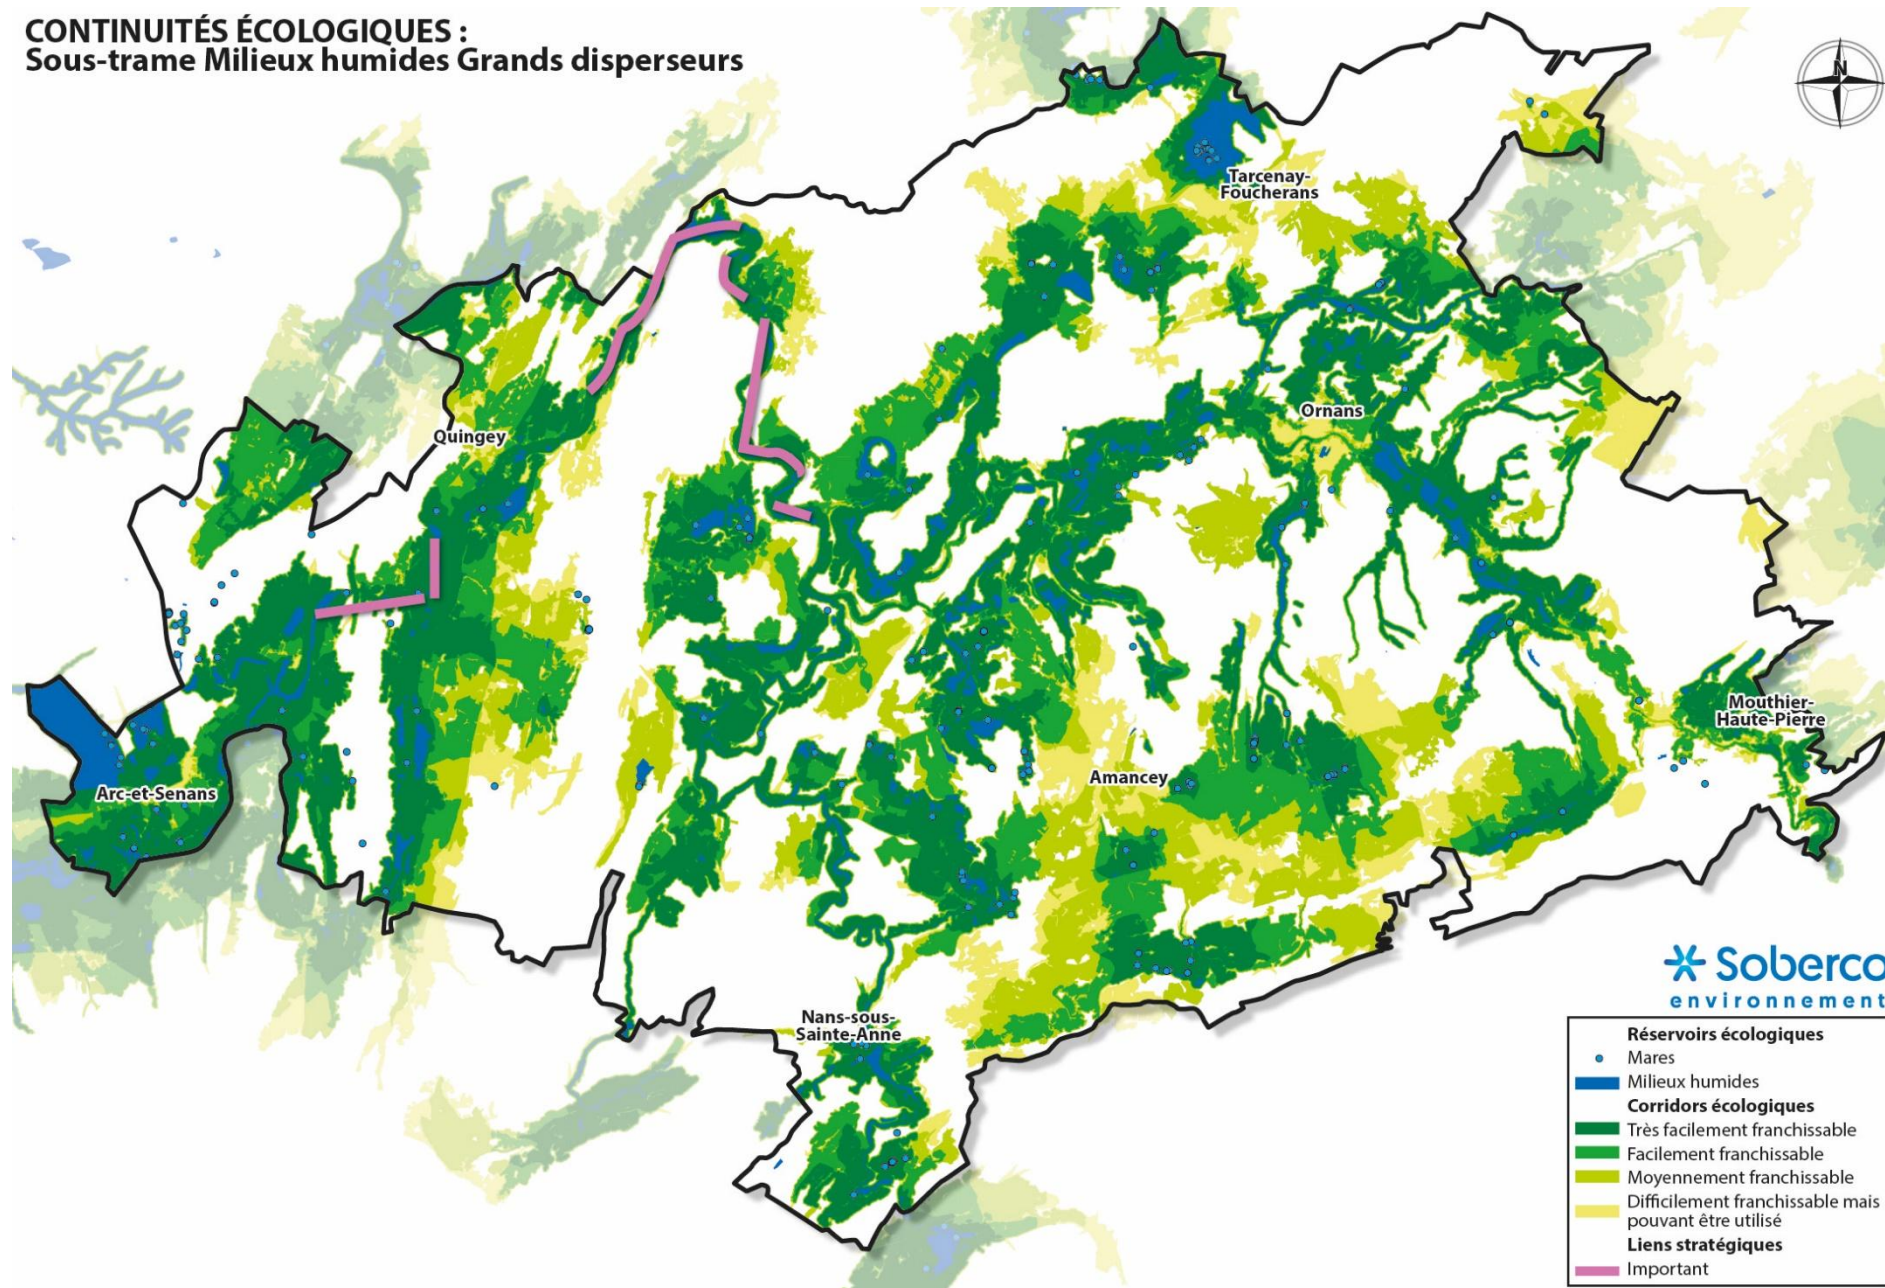 CONTINUITÉS ÉCOLOGIQUES :
Sous-trame Milieux humides Grands disperseurs
N
Tarcenay-
Foucherans
Ornans
Quingey
Mouthier-
Haute-Pierre
Amancey
Arc-et-Senans
Nans-sous-
Sainte-Anne
Soberco
environnement
Réservoirs écologiques
Mares
Milieux humides
Corridors écologiques
Très facilement franchissable
Facilement franchissable
Moyennement franchissable
Difficilement franchissable mais
pouvant être utilisé
Liens stratégiques
Important